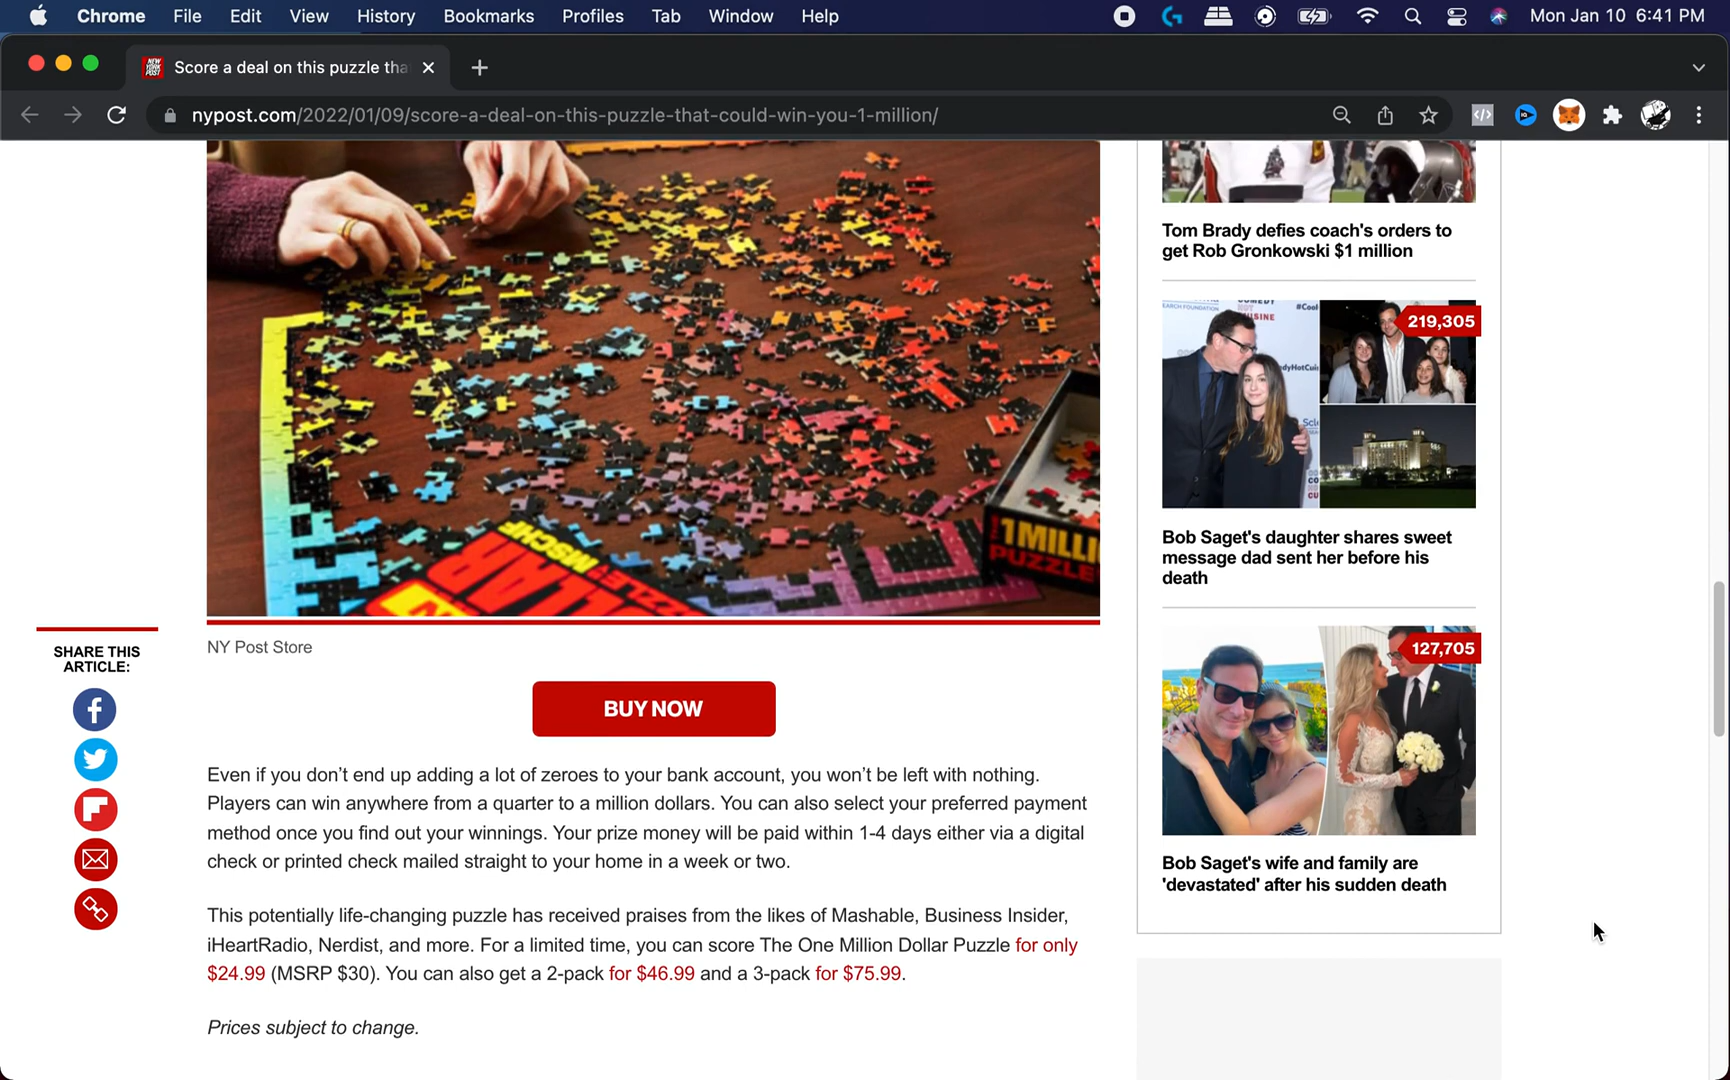 Chrome File Edit View History Bookmarks Profiles Tab Window Help
Mon Jan 10 6:41 PM
NEW YORK POST
Score a deal on this puzzle tha
nypost.com/2022/01/09/score-a-deal-on-this-puzzle-that-could-win-you-1-million/
1 MILLI
PUZZLE
MSCHF
NY Post Store
BUY NOW
SHARE THIS
ARTICLE:
Even if you don't end up adding a lot of zeroes to your bank account, you won't be left with nothing.
Players can win anywhere from a quarter to a million dollars. You can also select your preferred payment
method once you find out your winnings. Your prize money will be paid within 1-4 days either via a digital
check or printed check mailed straight to your home in a week or two.
This potentially life-changing puzzle has received praises from the likes of Mashable, Business Insider,
iHeartRadio, Nerdist, and more. For a limited time, you can score The One Million Dollar Puzzle for only
$24.99 (MSRP $30). You can also get a 2-pack for $46.99 and a 3-pack for $75.99.
Prices subject to change.
Tom Brady defies coach's orders to
get Rob Gronkowski $1 million
219,305
Bob Saget's daughter shares sweet
message dad sent her before his
death
127,705
Bob Saget's wife and family are
'devastated' after his sudden death